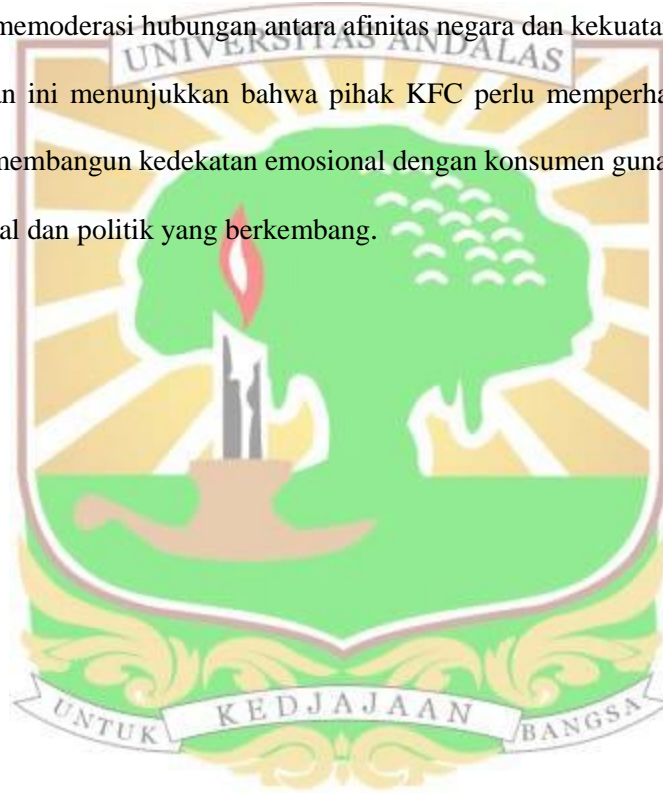 memoderasi hubungan antara afinitas negara dan kekuata
UNIVERSITAS ANDALAS
an ini menunjukkan bahwa pihak KFC perlu memperha
membangun kedekatan emosional dengan konsumen guna
al dan politik yang berkembang.
UNTUK KEDJAJAAN BANGSA